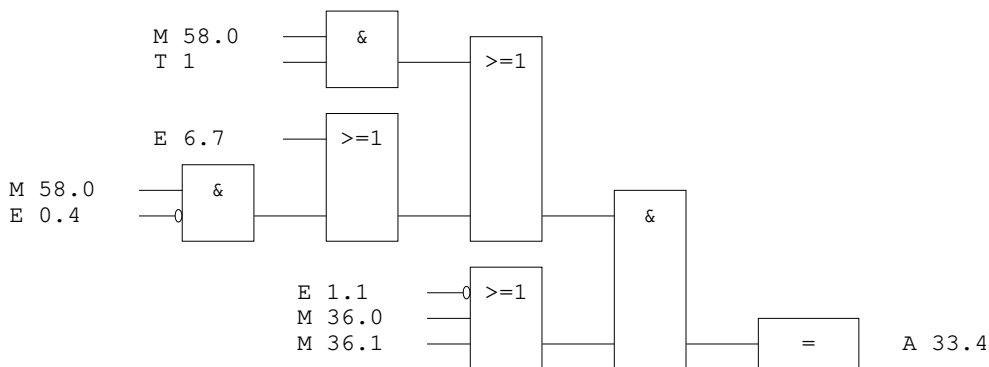 M 58.0 &
T 1 >=1
E 6.7 >=1
M 58.0 &
E 0.4 &
E 1.1 >=1
M 36.0
M 36.1 = A 33.4